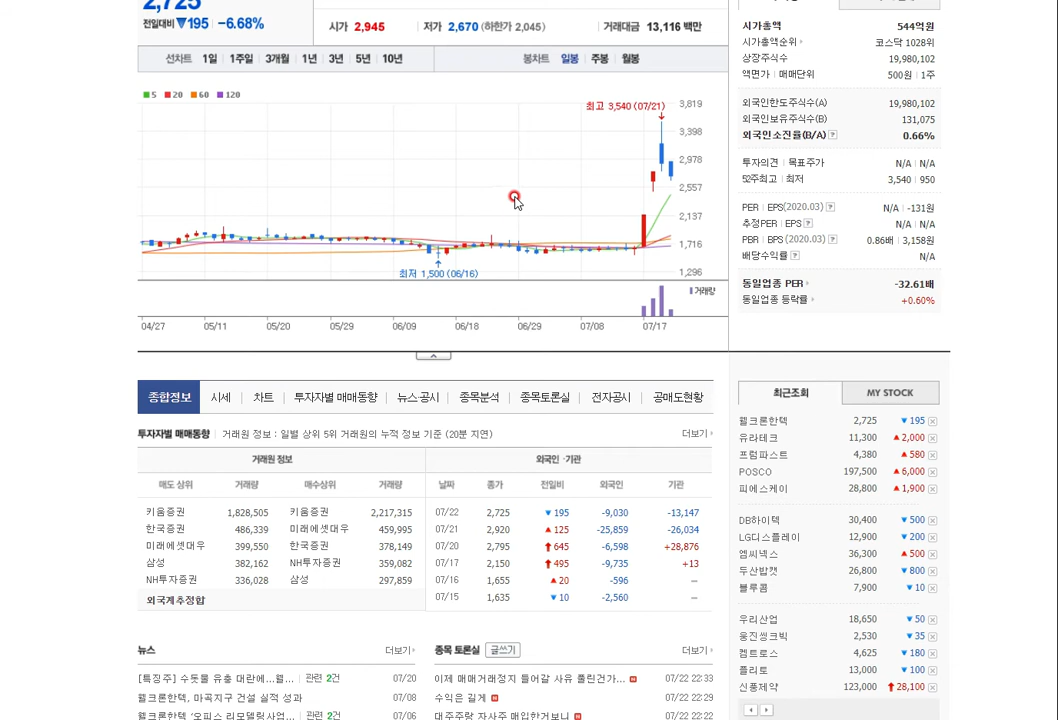 2,725
전일대비 ▼195 -6.68%
시가 2,945 저가 2,670 (하한가 2,045) 거래대금 13,116 백만
선차트 1일 1주일 3개월 1년 3년 5년 10년 봉차트 일봉 주봉 월봉
5 20 60 120
최고 3,540 (07/21)
3,819
3,398
2,978
2,557
2,137
1,716
1,296
최저 1,500 (06/16)
거래량
04/27 05/11 05/20 05/29 06/09 06/18 06/29 07/08 07/17
시가총액 544억원
시가총액순위 코스닥 1028위
상장주식수 19,980,102
액면가 | 매매단위 500원 | 1주
외국인한도주식수(A) 19,980,102
외국인보유주식수(B) 131,075
외국인소진율(B/A) ? 0.66%
투자의견 | 목표주가 N/A | N/A
52주최고 | 최저 3,540 | 950
PER | EPS(2020.03) ? N/A | -131원
추정PER | EPS ? N/A | N/A
PBR | BPS (2020.03) ? 0.86배 | 3,158원
배당수익률 ? N/A
동일업종 PER -32.61배
동일업종 등락률 +0.60%
종합정보 시세 차트 투자자별 매매동향 뉴스·공시 종목분석 종목토론실 전자공시 공매도현황
투자자별 매매동향 | 거래원 정보 : 일별 상위 5위 거래원의 누적 정보 기준 (20분 지연) 더보기
거래원 정보 외국인·기관
매도 상위 거래량 매수상위 거래량 날짜 종가 전일비 외국인 기관
키움증권 1,828,505 키움증권 2,217,315 07/22 2,725 ▼195 -9,030 -13,147
한국증권 486,339 미래에셋대우 459,995 07/21 2,920 ▲125 -25,859 -26,034
미래에셋대우 399,550 한국증권 378,149 07/20 2,795 ↑645 -6,598 +28,876
삼성 382,162 NH투자증권 359,082 07/17 2,150 ↑495 -9,735 +13
NH투자증권 336,028 삼성 297,859 07/16 1,655 ▲20 -596 –
외국계추정합 07/15 1,635 ▼10 -2,560 –
최근조회 MY STOCK
웰크론한텍 2,725 ▼195
유라테크 11,300 ▲2,000
프럼파스트 4,380 ▲580
POSCO 197,500 ▲6,000
피에스케이 28,800 ▲1,900
DB하이텍 30,400 ▼500
LG디스플레이 12,900 ▼200
엠씨넥스 36,300 ▲500
두산밥캣 26,800 ▼800
블루콤 7,900 ▼10
우리산업 18,650 ▼50
웅진씽크빅 2,530 ▼35
켐트로스 4,625 ▼180
플리토 13,000 ▼100
신풍제약 123,000 ↑28,100
뉴스 더보기
[특징주] 수돗물 유충 대란에...웰... | 관련 2건 07/20
웰크론한텍, 마곡지구 건설 실적 성과 07/08
웰크론한텍 '오피스 리모델링사업... 관련 2건 07/06
종목 토론실 글쓰기 더보기
이제 매매거래정지 들어갈 사유 풀린건가... 07/22 22:33
수익은 길게 07/22 22:29
대주주랑 자사주 매입한거보니 07/22 22:28